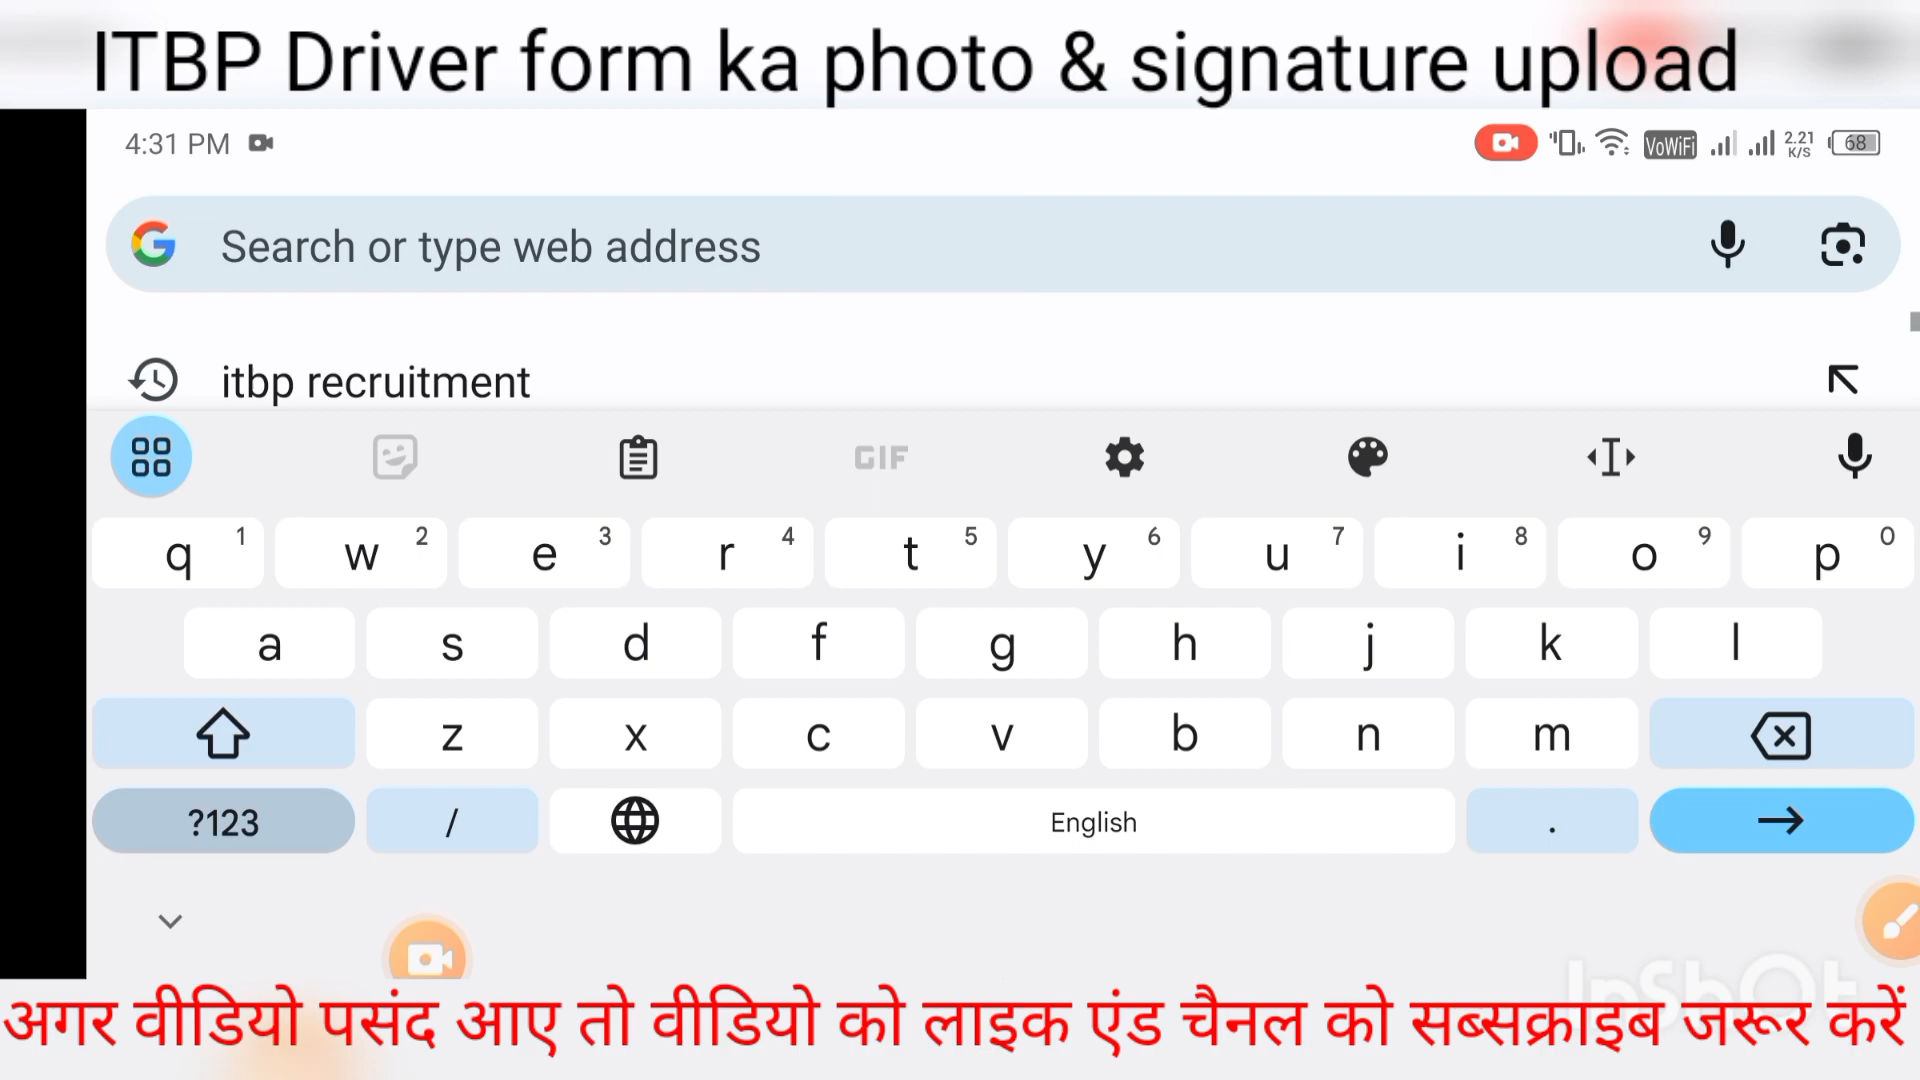 ITBP Driver form ka photo & signature upload
4:31 PM
VoWiFi 2.21 K/S 68
Search or type web address
itbp recruitment
GIF
q 1 w 2 e 3 r 4 t 5 y 6 u 7 i 8 o 9 p 0
a s d f g h j k l
z x c v b n m
?123 / English .
InShOt
अगर वीडियो पसंद आए तो वीडियो को लाइक एंड चैनल को सब्सक्राइब जरूर करें